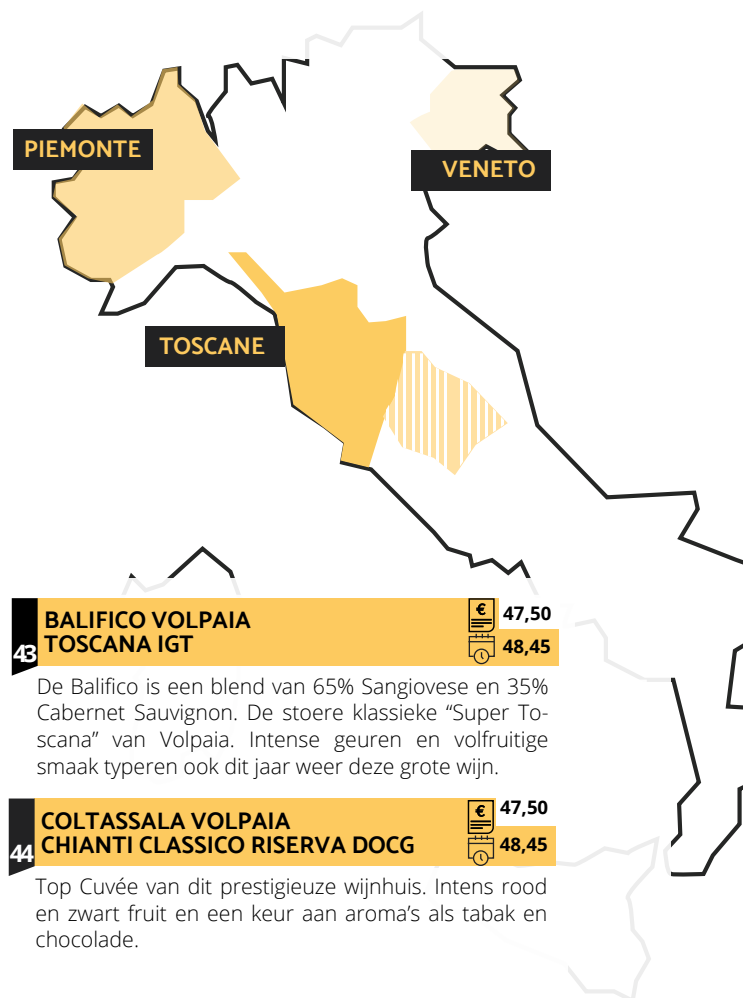 PIEMONTE
VENETO
TOSCANE
43
BALIFICO VOLPAIA
TOSCANA IGT
€ 47,50
48,45
De Balifico is een blend van 65% Sangiovese en 35%
Cabernet Sauvignon. De stoere klassieke “Super To-
scana” van Volpaia. Intense geuren en volfruitige
smaak typeren ook dit jaar weer deze grote wijn.
44
COLTASSALA VOLPAIA
CHIANTI CLASSICO RISERVA DOCG
€ 47,50
48,45
Top Cuvée van dit prestigieuze wijnhuis. Intens rood
en zwart fruit en een keur aan aroma’s als tabak en
chocolade.